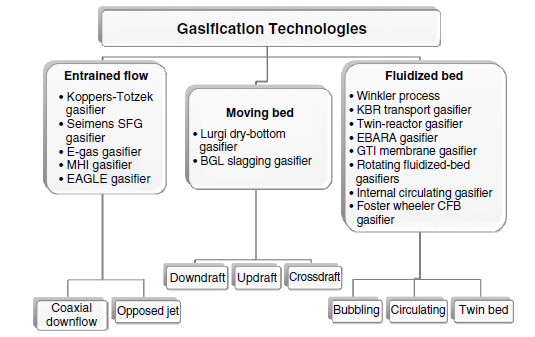 Gasification Technologies
Entrained flow
• Koppers-Totzek
gasifier
• Seimens SFG
gasifier
• E-gas gasifier
• MHI gasifier
• EAGLE gasifier
Moving bed
• Lurgi dry-bottom
gasifier
• BGL slagging gasifier
Fluidized bed
• Winkler process
• KBR transport gasifier
• Twin-reactor gasifier
• EBARA gasifier
• GTI membrane gasifier
• Rotating fluidized-bed
gasifiers
• Internal circulating gasifier
• Foster wheeler CFB
gasifier
Coaxial
downflow
Opposed jet
Downdraft
Updraft
Crossdraft
Bubbling
Circulating
Twin bed